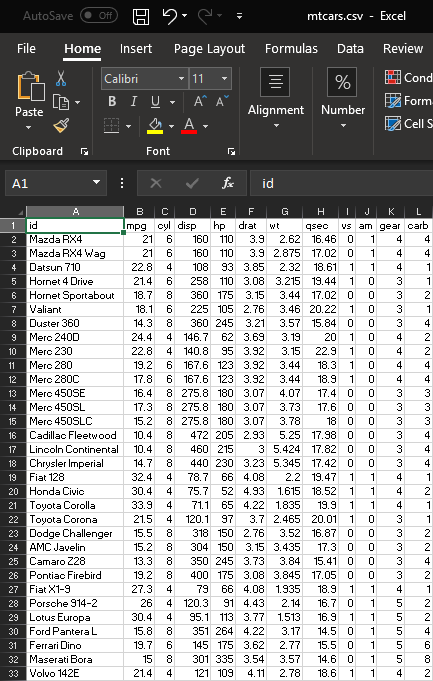 AutoSave Off mtcars.csv - Excel
File Home Insert Page Layout Formulas Data Review
Paste Calibri 11 Alignment Number Cond
B I U A A Form
A Cell S
Clipboard Font
A1 fx id
A B C D E F G H I J K L
1 id mpg cyl disp hp drat wt qsec vs am gear carb
2 Mazda RX4 21 6 160 110 3.9 2.62 16.46 0 1 4 4
3 Mazda RX4 Wag 21 6 160 110 3.9 2.875 17.02 0 1 4 4
4 Datsun 710 22.8 4 108 93 3.85 2.32 18.61 1 1 4 1
5 Hornet 4 Drive 21.4 6 258 110 3.08 3.215 19.44 1 0 3 1
6 Hornet Sportabout 18.7 8 360 175 3.15 3.44 17.02 0 0 3 2
7 Valiant 18.1 6 225 105 2.76 3.46 20.22 1 0 3 1
8 Duster 360 14.3 8 360 245 3.21 3.57 15.84 0 0 3 4
9 Merc 240D 24.4 4 146.7 62 3.69 3.19 20 1 0 4 2
10 Merc 230 22.8 4 140.8 95 3.92 3.15 22.9 1 0 4 2
11 Merc 280 19.2 6 167.6 123 3.92 3.44 18.3 1 0 4 4
12 Merc 280C 17.8 6 167.6 123 3.92 3.44 18.9 1 0 4 4
13 Merc 450SE 16.4 8 275.8 180 3.07 4.07 17.4 0 0 3 3
14 Merc 450SL 17.3 8 275.8 180 3.07 3.73 17.6 0 0 3 3
15 Merc 450SLC 15.2 8 275.8 180 3.07 3.78 18 0 0 3 3
16 Cadillac Fleetwood 10.4 8 472 205 2.93 5.25 17.98 0 0 3 4
17 Lincoln Continental 10.4 8 460 215 3 5.424 17.82 0 0 3 4
18 Chrysler Imperial 14.7 8 440 230 3.23 5.345 17.42 0 0 3 4
19 Fiat 128 32.4 4 78.7 66 4.08 2.2 19.47 1 1 4 1
20 Honda Civic 30.4 4 75.7 52 4.93 1.615 18.52 1 1 4 2
21 Toyota Corolla 33.9 4 71.1 65 4.22 1.835 19.9 1 1 4 1
22 Toyota Corona 21.5 4 120.1 97 3.7 2.465 20.01 1 0 3 1
23 Dodge Challenger 15.5 8 318 150 2.76 3.52 16.87 0 0 3 2
24 AMC Javelin 15.2 8 304 150 3.15 3.435 17.3 0 0 3 2
25 Camaro Z28 13.3 8 350 245 3.73 3.84 15.41 0 0 3 4
26 Pontiac Firebird 19.2 8 400 175 3.08 3.845 17.05 0 0 3 2
27 Fiat X1-9 27.3 4 79 66 4.08 1.935 18.9 1 1 4 1
28 Porsche 914-2 26 4 120.3 91 4.43 2.14 16.7 0 1 5 2
29 Lotus Europa 30.4 4 95.1 113 3.77 1.513 16.9 1 1 5 2
30 Ford Pantera L 15.8 8 351 264 4.22 3.17 14.5 0 1 5 4
31 Ferrari Dino 19.7 6 145 175 3.62 2.77 15.5 0 1 5 6
32 Maserati Bora 15 8 301 335 3.54 3.57 14.6 0 1 5 8
33 Volvo 142E 21.4 4 121 109 4.11 2.78 18.6 1 1 4 2